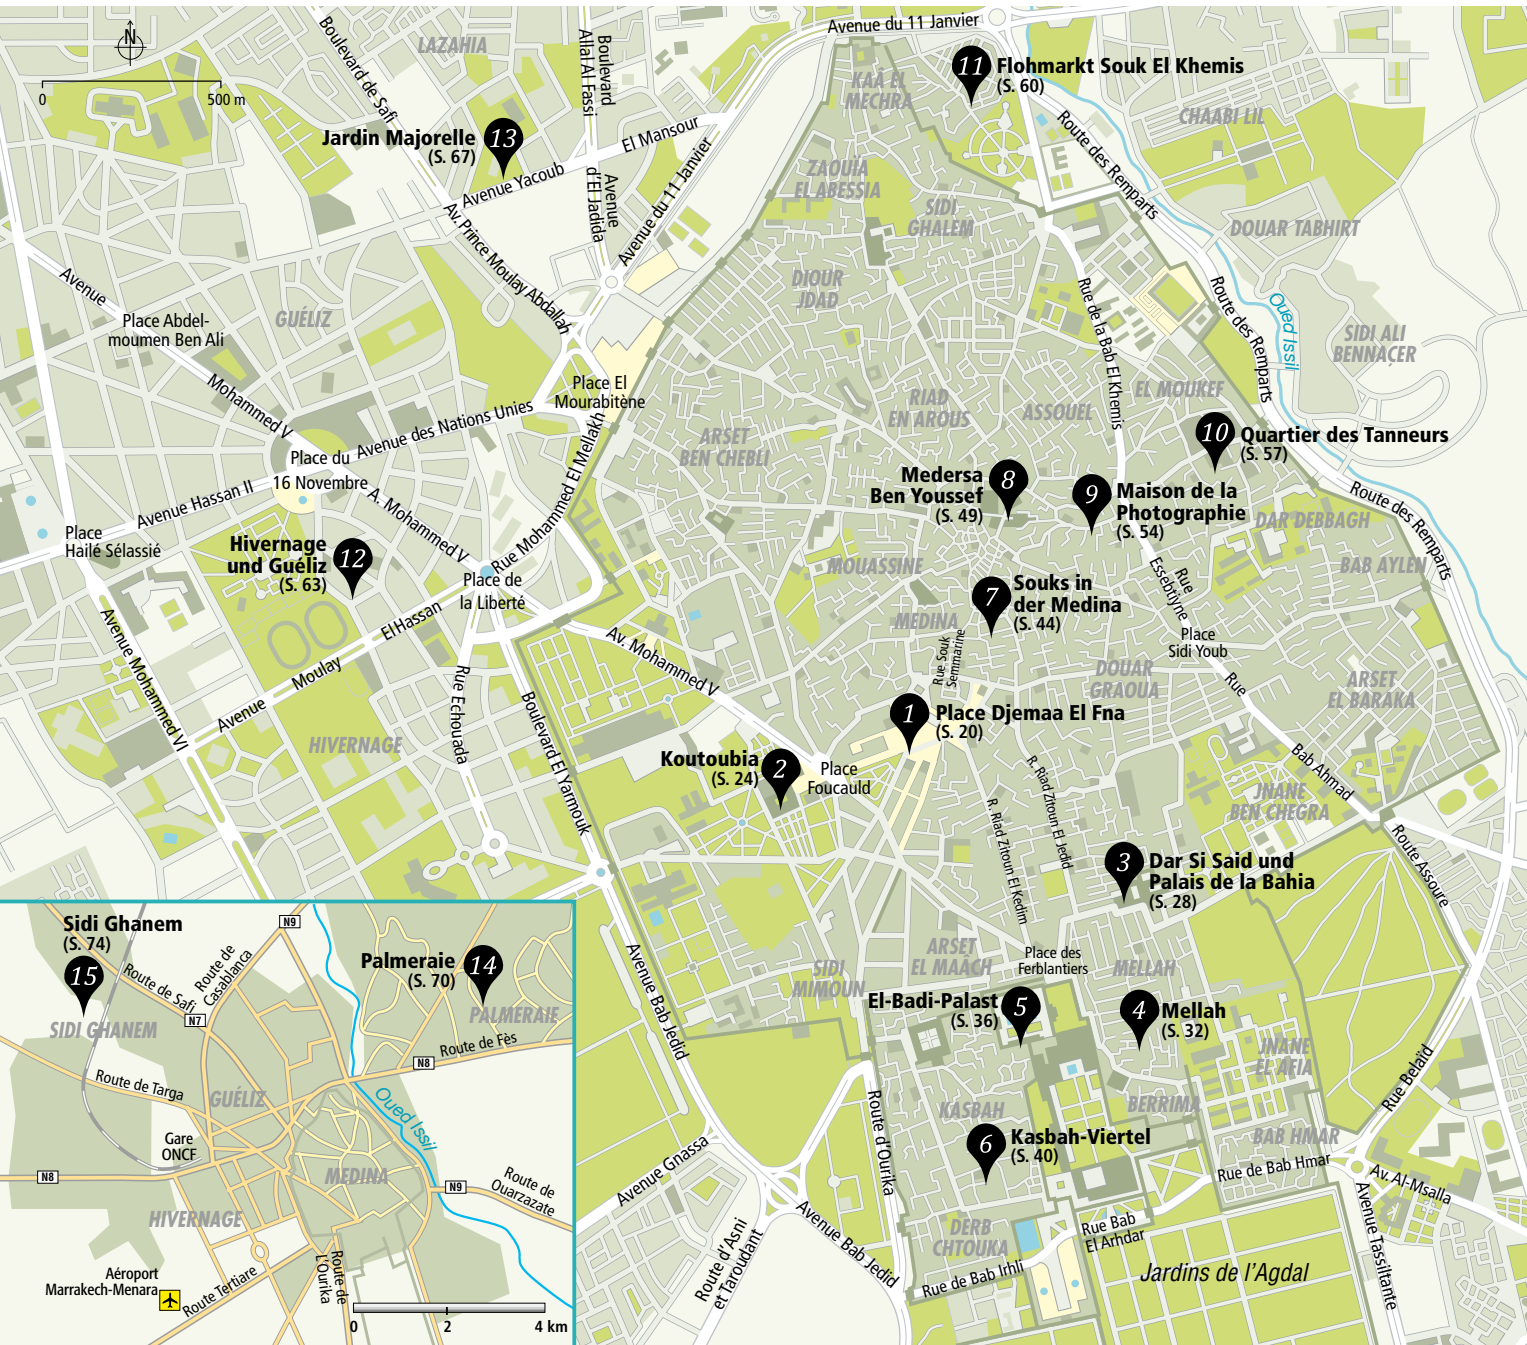 N
0
500 m
Boulevard de Safi
LAZAHIA
Boulevard
Allal Al Fassi
Avenue du 11 Janvier
11
Flohmarkt Souk El Khemis
(S. 60)
KAÂ EL
MECHRA
CHAABI LIL
Route des Remparts
Jardin Majorelle
(S. 67)
13
El Mansour
Avenue Yacoub
Avenue
d'El Jadida
Avenue du 11 Janvier
ZAOUÏA
EL ABESSIA
SIDI
GHALEM
DOUAR TABHIRT
Av. Prince Moulay Abdallah
Avenue
Place Abdel-
moumen Ben Ali
GUÉLIZ
DIOUR
JDAD
Rue de la Bab El Khemis
Route des Remparts
Oued Issil
SIDI ALI
BENNAÇER
Mohammed V
Place El
Mourabitène
Avenue des Nations Unies
RIAD
EN AROUS
ASSOUEL
EL MOUKEF
ARSET
BEN CHEBLI
10
Quartier des Tanneurs
(S. 57)
Place du
16 Novembre
Avenue Hassan II
A. Mohammed V
Rue Mohammed El Mellakh
Medersa
Ben Youssef
(S. 49)
8
9
Maison de la
Photographie
(S. 54)
DAR DEBBAGH
Route des Remparts
Place
Hailé Sélassié
Hivernage
und Guéliz
(S. 63)
12
Place de
la Liberté
MOUASSINE
BAB AYLEN
7
Souks in
der Medina
(S. 44)
Rue
Essebtiyne
MEDINA
Place
Sidi Youb
Avenue Mohammed VI
El Hassan
Moulay
Avenue
Rue Echouada
Av. Mohammed V
Rue Souk
Semmarine
DOUAR
GRAOUA
Rue
ARSET
EL BARAKA
Boulevard El Yarmouk
HIVERNAGE
1
Place Djemaa El Fna
(S. 20)
Koutoubia
(S. 24)
2
Place
Foucauld
Bab Ahmad
R. Riad Zitoun El Jedid
R. Riad Zitoun El Kedim
JNANE
BEN CHEGRA
3
Dar Si Said und
Palais de la Bahia
(S. 28)
Route Assoure
Avenue Bab Jedid
ARSET
EL MAÂCH
SIDI
MIMOUN
Place des
Ferblantiers
MELLAH
El-Badi-Palast
(S. 36)
5
4
Mellah
(S. 32)
JNANE
EL AFIA
Rue Belaïd
KASBAH
BERRIMA
Route d'Ourika
6
Kasbah-Viertel
(S. 40)
BAB HMAR
Rue de Bab Hmar
Av. Al-Msalla
Avenue Gnassa
Route d'Asni
et Taroudant
Avenue Bab Jedid
DERB
CHTOUKA
Rue Bab
El Arhdar
Rue de Bab Irhli
Jardins de l'Agdal
Avenue Tassiltante
Sidi Ghanem
(S. 74)
15
N9
Route de
Casablanca
Route de Safi
N7
Palmeraie
(S. 70)
14
PALMERAIE
SIDI GHANEM
Route de Fès
N8
Route de Targa
GUÉLIZ
Oued Issil
Gare
ONCF
N8
MEDINA
N9
Route de
Ouarzazate
HIVERNAGE
Aéroport
Marrakech-Menara
Route Tertiare
Route de
L'Ourika
0
2
4 km